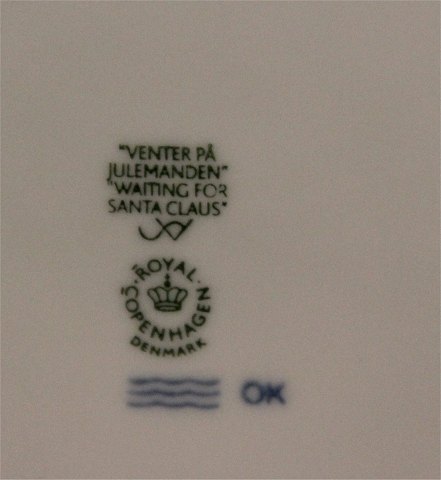 "VENTER PÅ
JULEMANDEN"
"WAITING FOR
SANTA CLAUS"
ROYAL
COPENHAGEN
DENMARK
OK